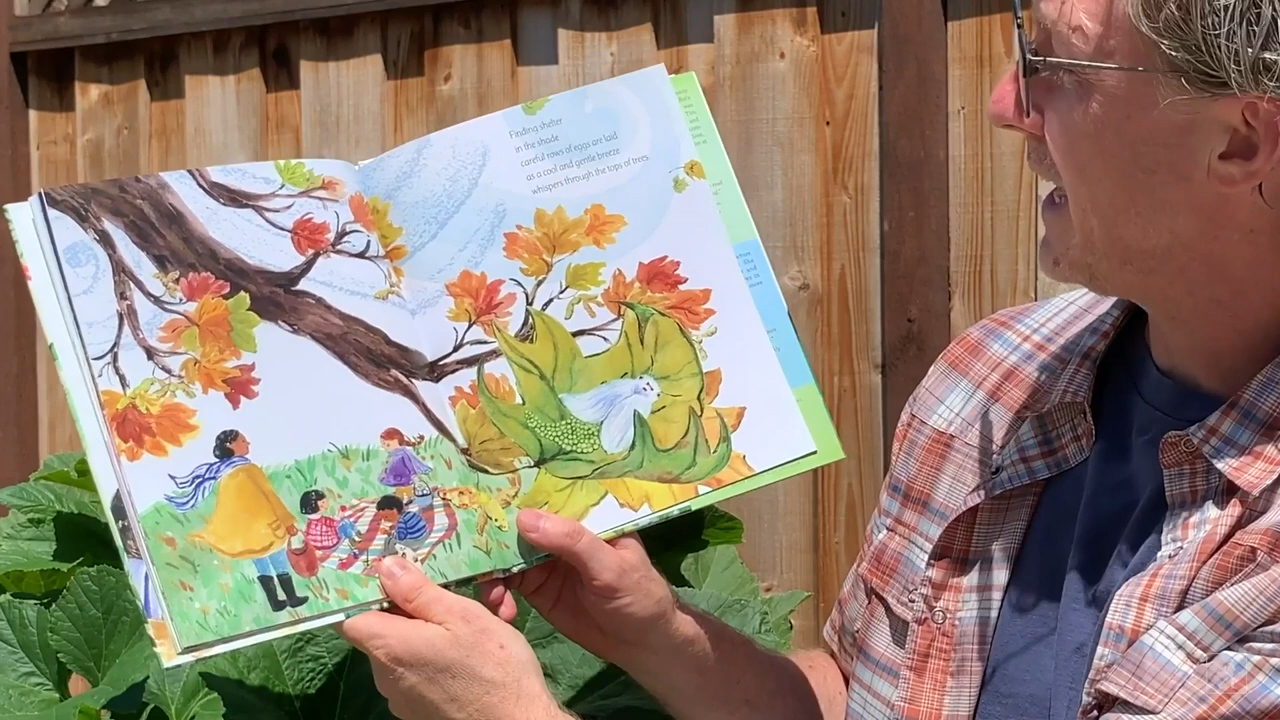 Finding shelter
in the shade
careful rows of eggs are laid
as a cool and gentle breeze
whispers through the tops of trees.